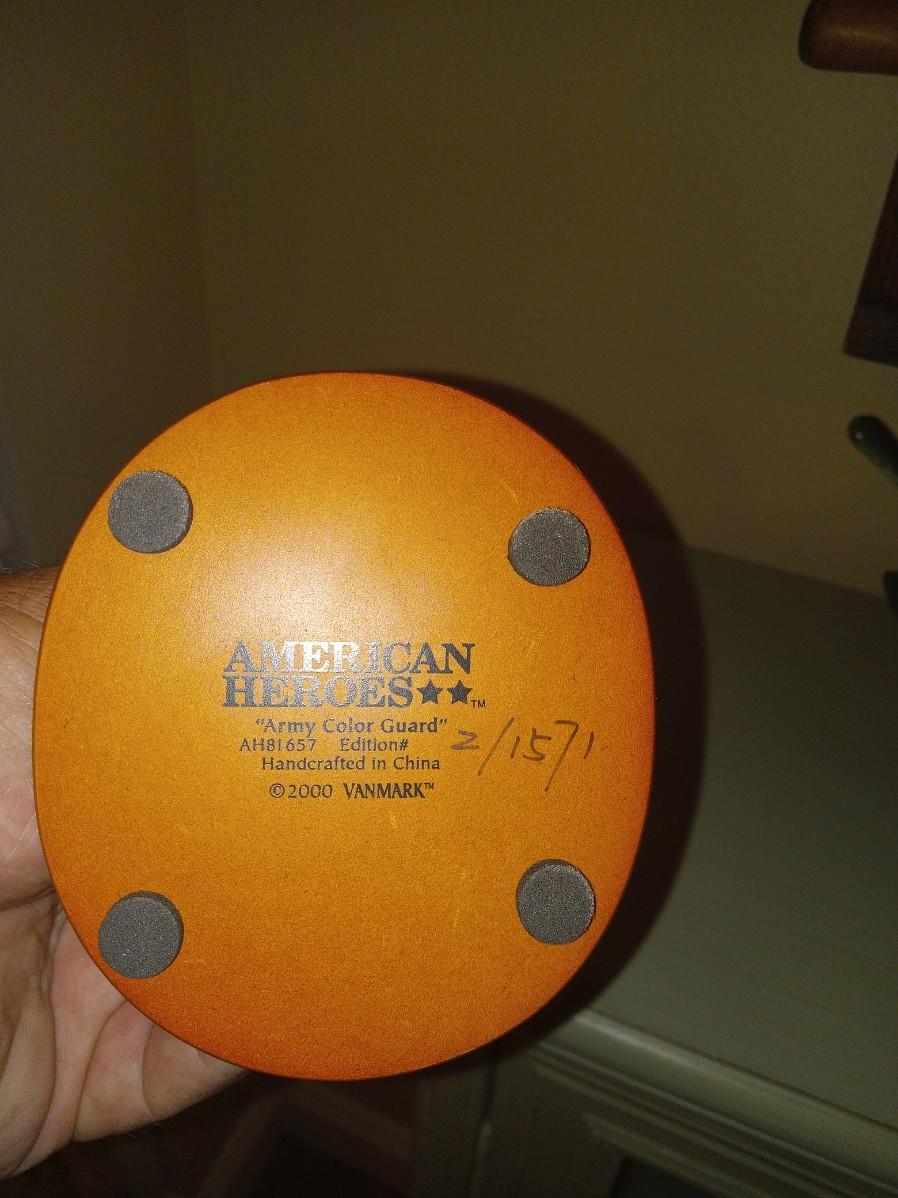 AMERICAN
HEROES★★™
“Army Color Guard”
AH81657 Edition# 2/1571
Handcrafted in China
©2000 VANMARK™